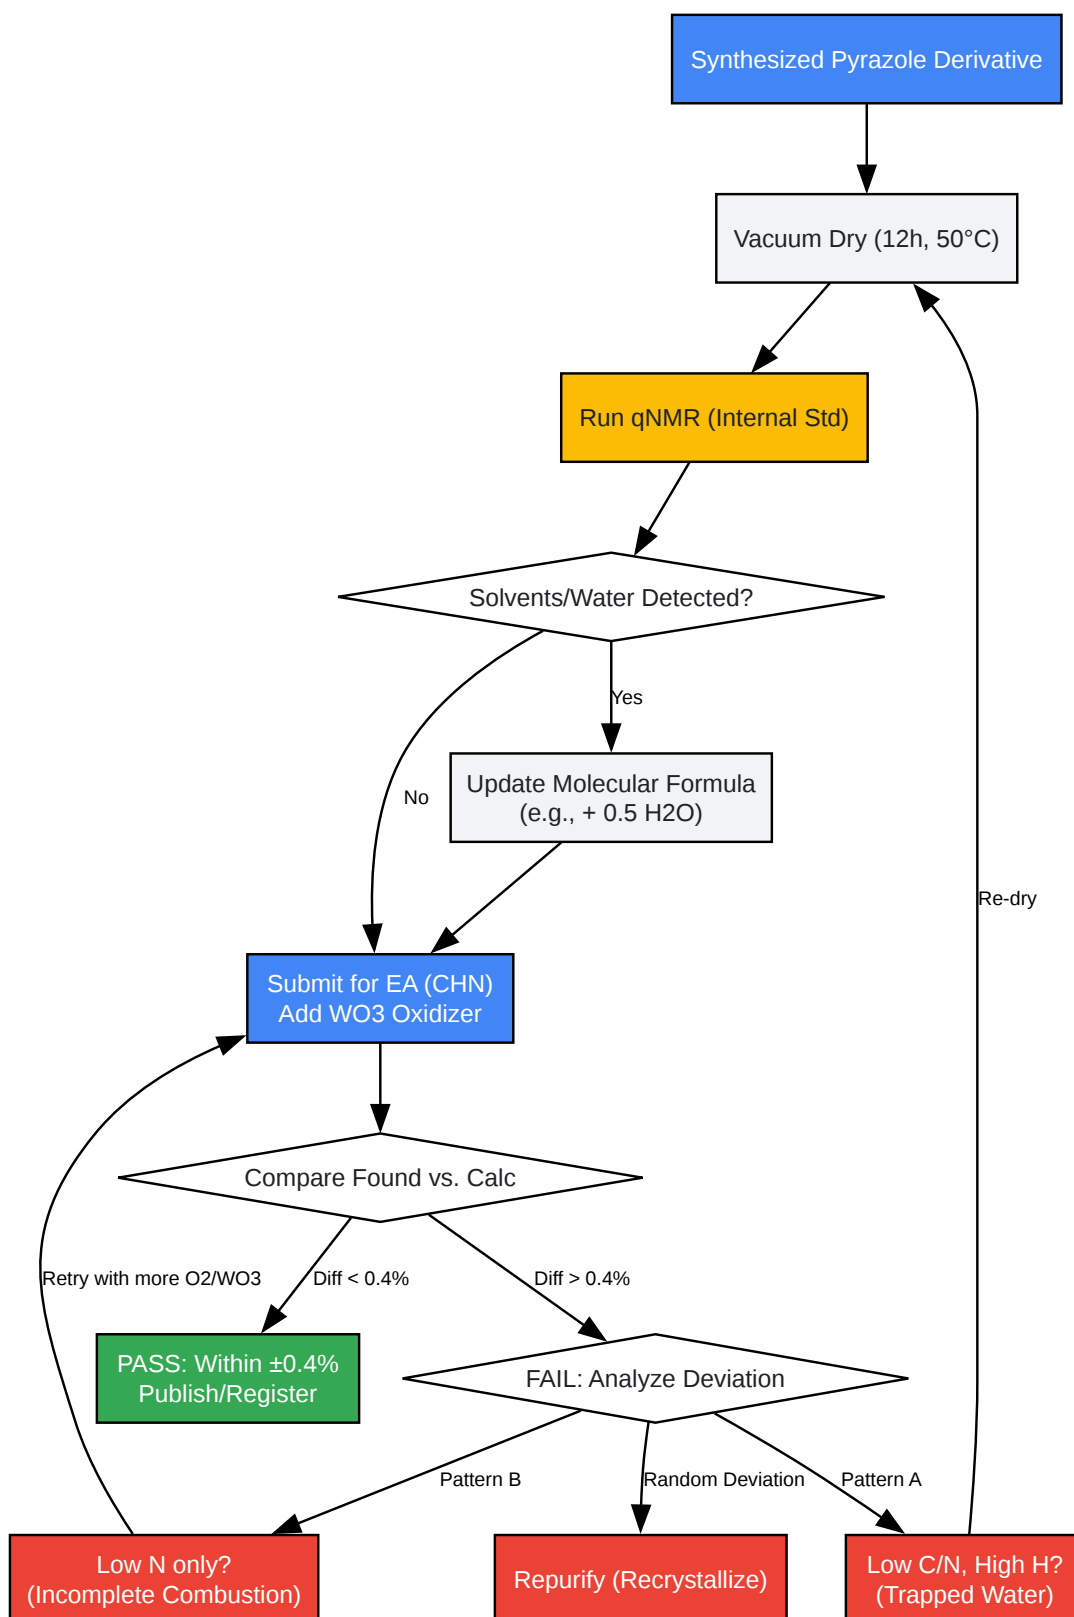 Synthesized Pyrazole Derivative
Vacuum Dry (12h, 50°C)
Run qNMR (Internal Std)
Solvents/Water Detected?
Yes
Update Molecular Formula
(e.g., + 0.5 H2O)
No
Re-dry
Submit for EA (CHN)
Add WO3 Oxidizer
Compare Found vs. Calc
Retry with more O2/WO3
Diff < 0.4%
Diff > 0.4%
PASS: Within ±0.4%
Publish/Register
FAIL: Analyze Deviation
Pattern B
Random Deviation
Pattern A
Low N only?
(Incomplete Combustion)
Repurify (Recrystallize)
Low C/N, High H?
(Trapped Water)